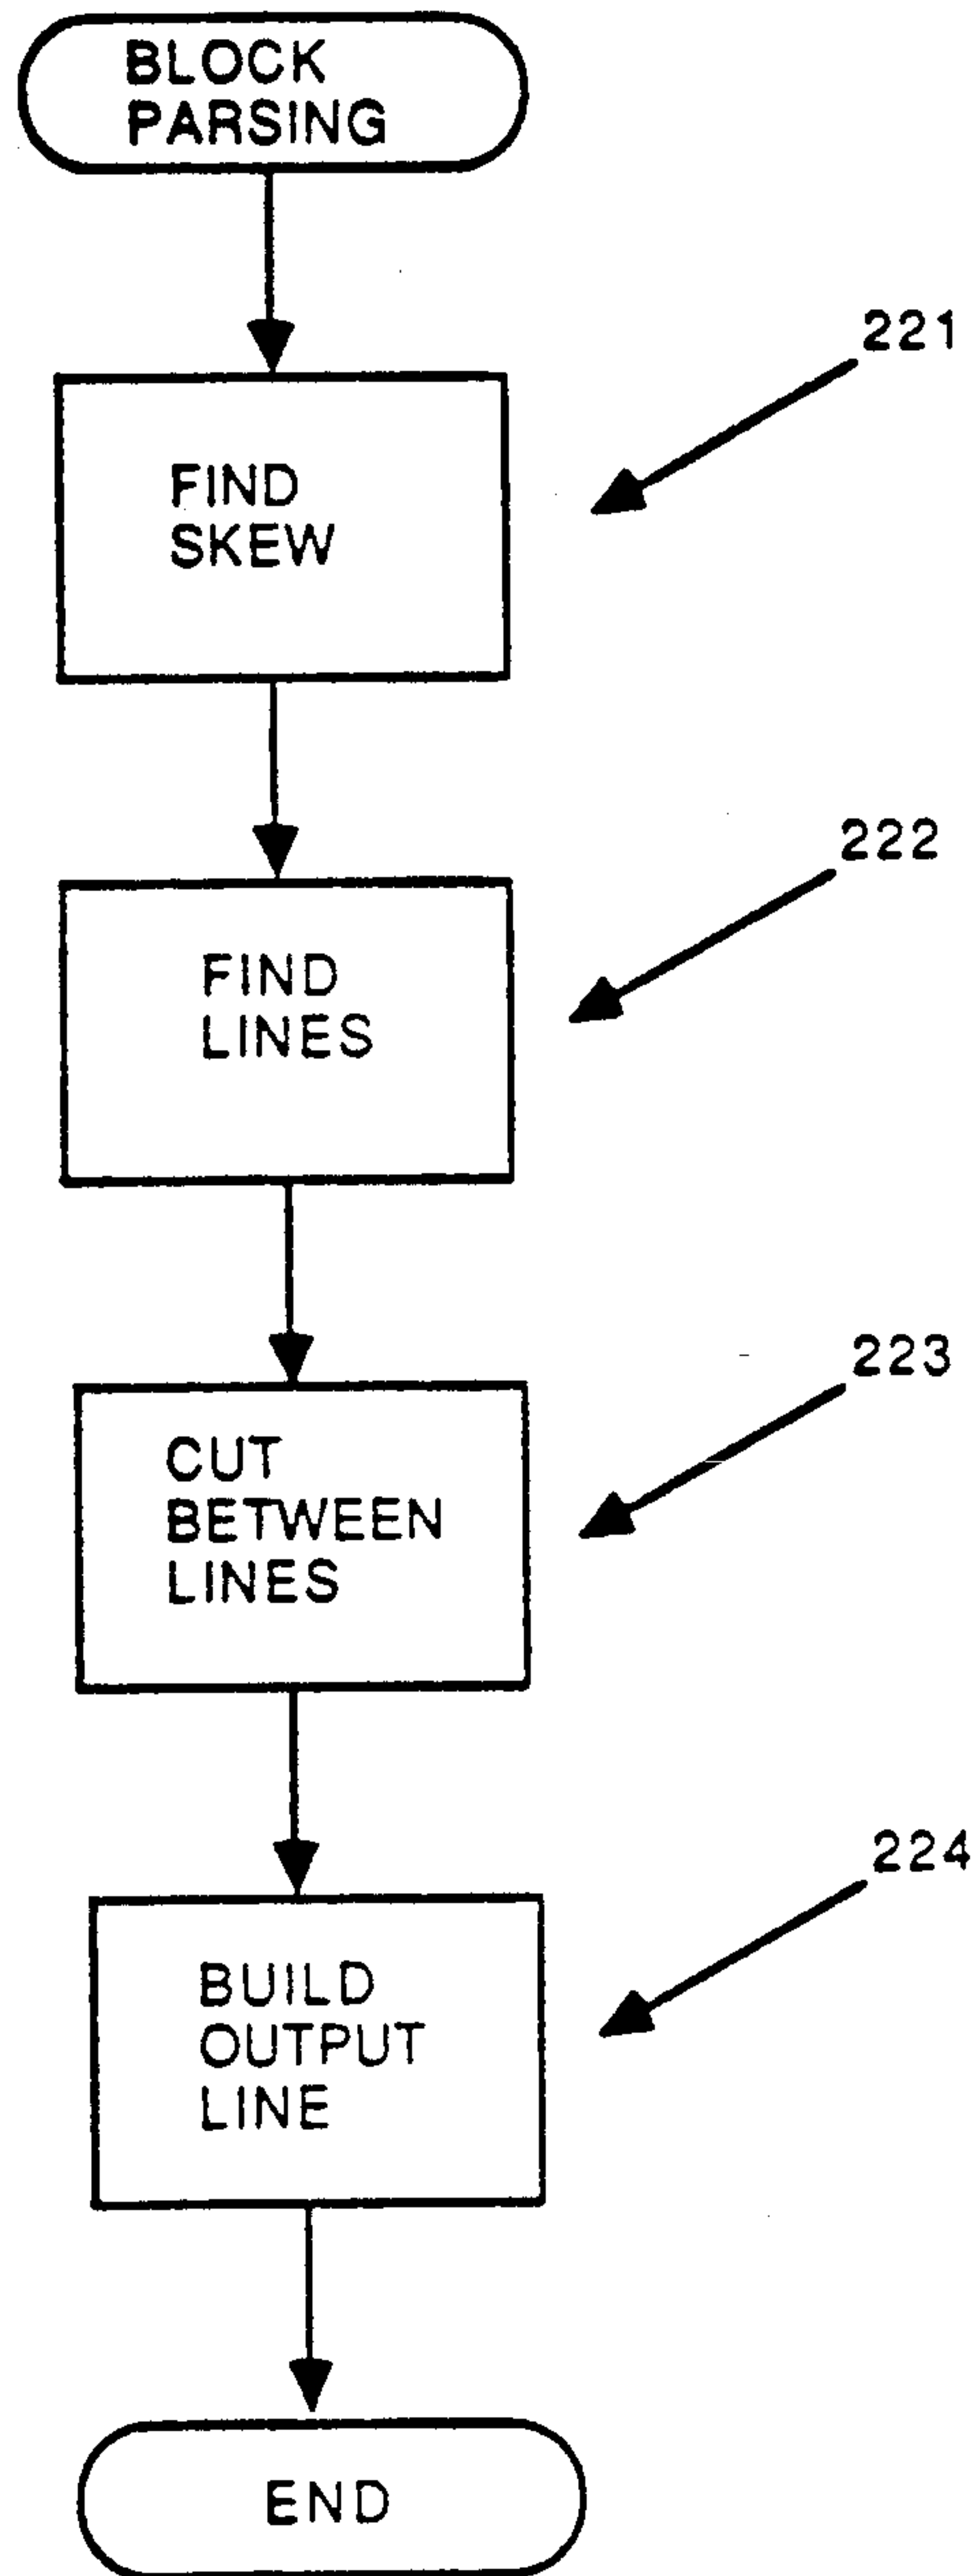 BLOCK
PARSING
221
FIND
SKEW
222
FIND
LINES
223
CUT
BETWEEN
LINES
224
BUILD
OUTPUT
LINE
END